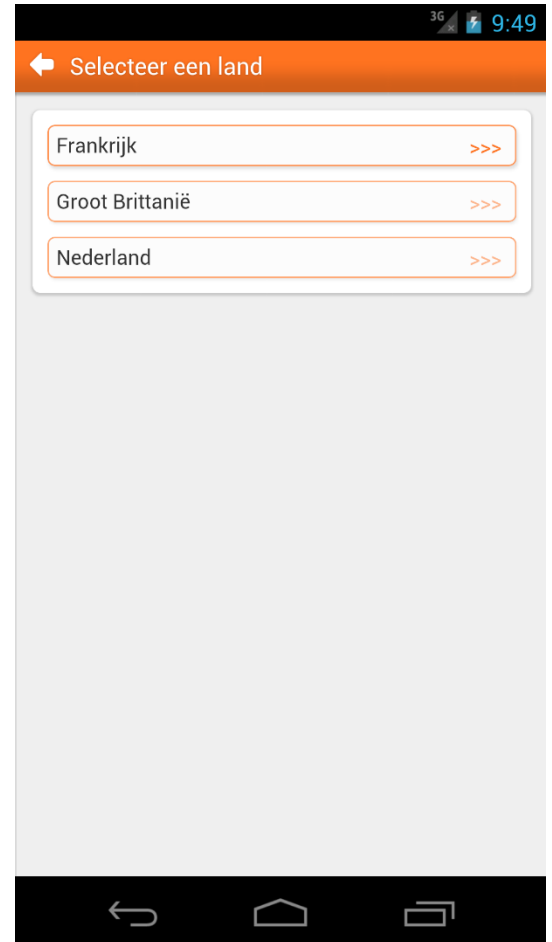 3G 9:49
Selecteer een land
Frankrijk >>>
Groot Brittanië >>>
Nederland >>>